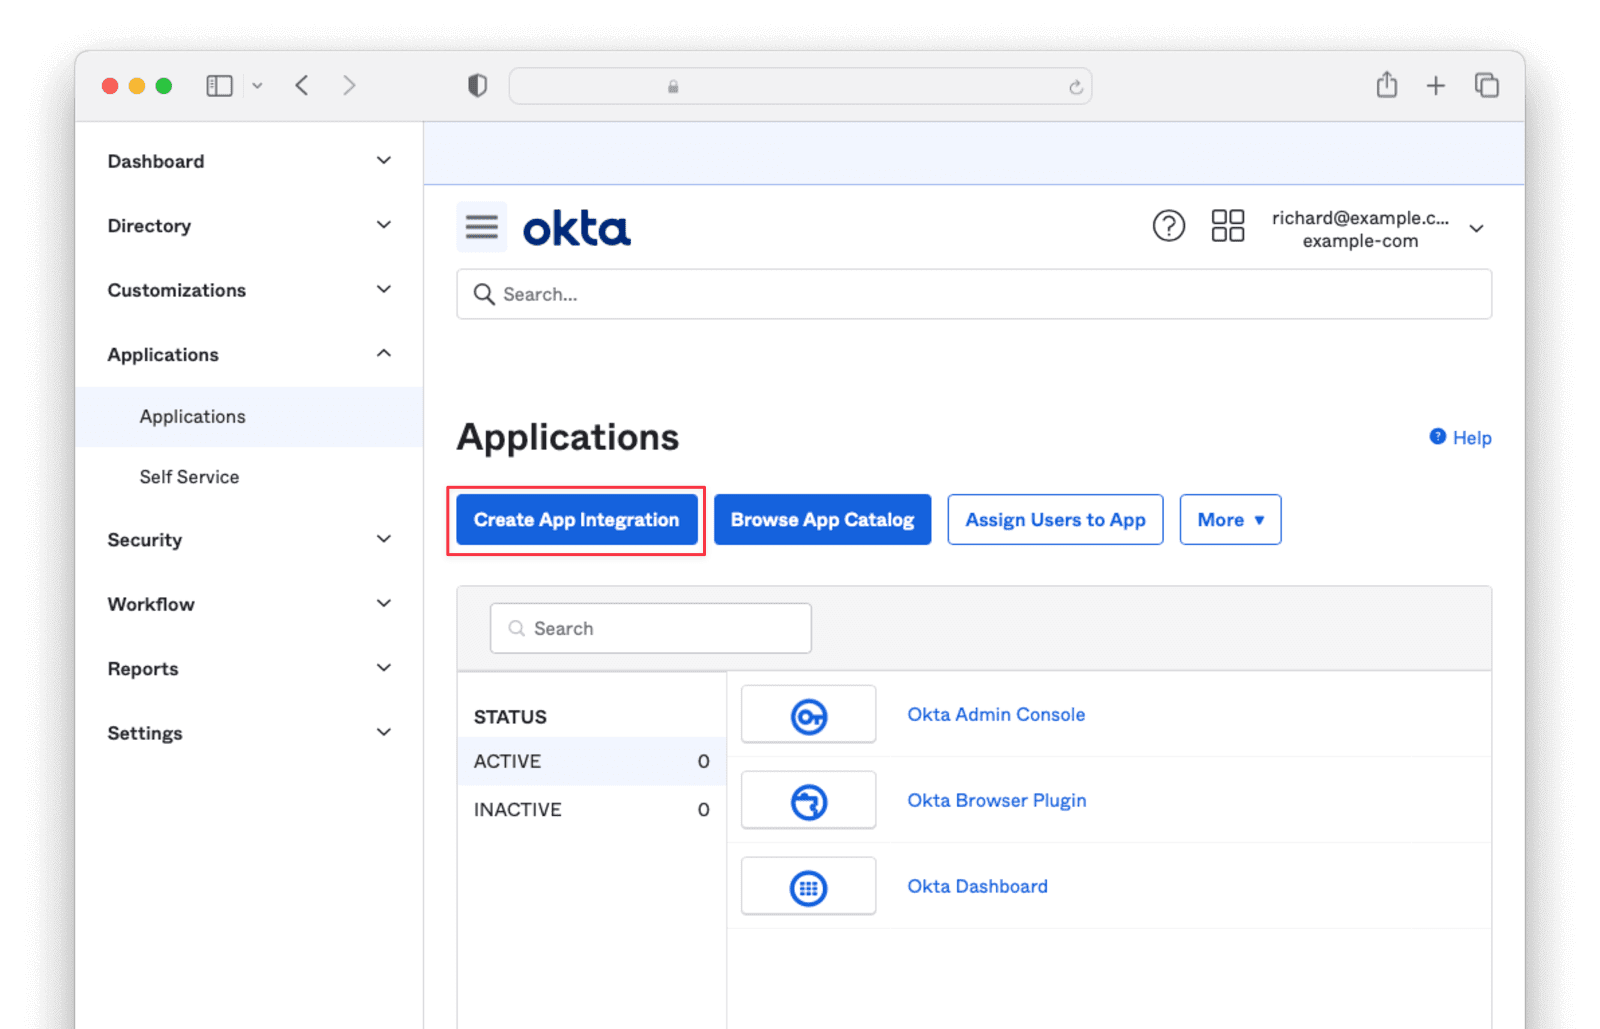 Dashboard
Directory
Customizations
Applications
Applications
Self Service
Security
Workflow
Reports
Settings
okta
richard@example.c...
example-com
Search...
Applications
Help
Create App Integration
Browse App Catalog
Assign Users to App
More
Search
STATUS
ACTIVE 0
INACTIVE 0
Okta Admin Console
Okta Browser Plugin
Okta Dashboard